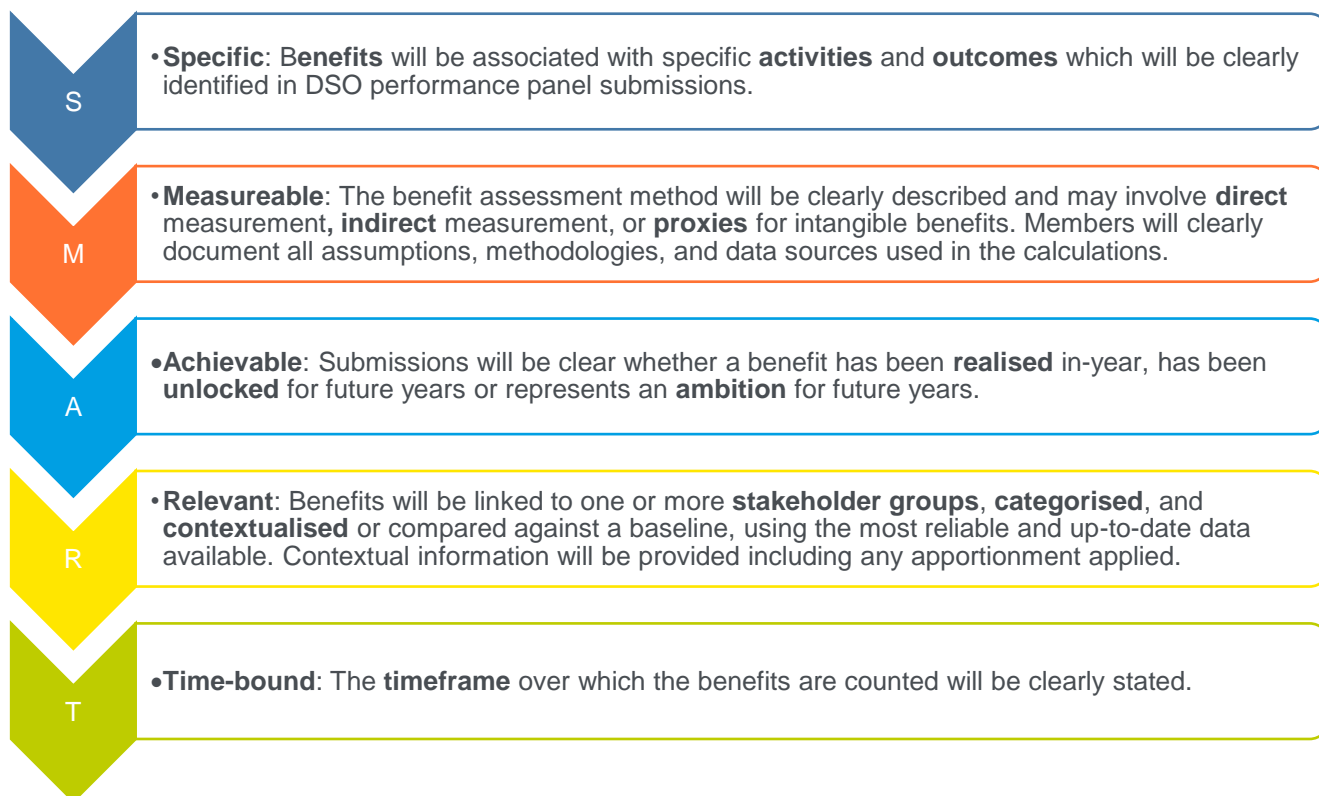 S
•Specific: Benefits will be associated with specific activities and outcomes which will be clearly
identified in DSO performance panel submissions.
M
•Measureable: The benefit assessment method will be clearly described and may involve direct
measurement, indirect measurement, or proxies for intangible benefits. Members will clearly
document all assumptions, methodologies, and data sources used in the calculations.
A
•Achievable: Submissions will be clear whether a benefit has been realised in-year, has been
unlocked for future years or represents an ambition for future years.
R
•Relevant: Benefits will be linked to one or more stakeholder groups, categorised, and
contextualised or compared against a baseline, using the most reliable and up-to-date data
available. Contextual information will be provided including any apportionment applied.
T
•Time-bound: The timeframe over which the benefits are counted will be clearly stated.